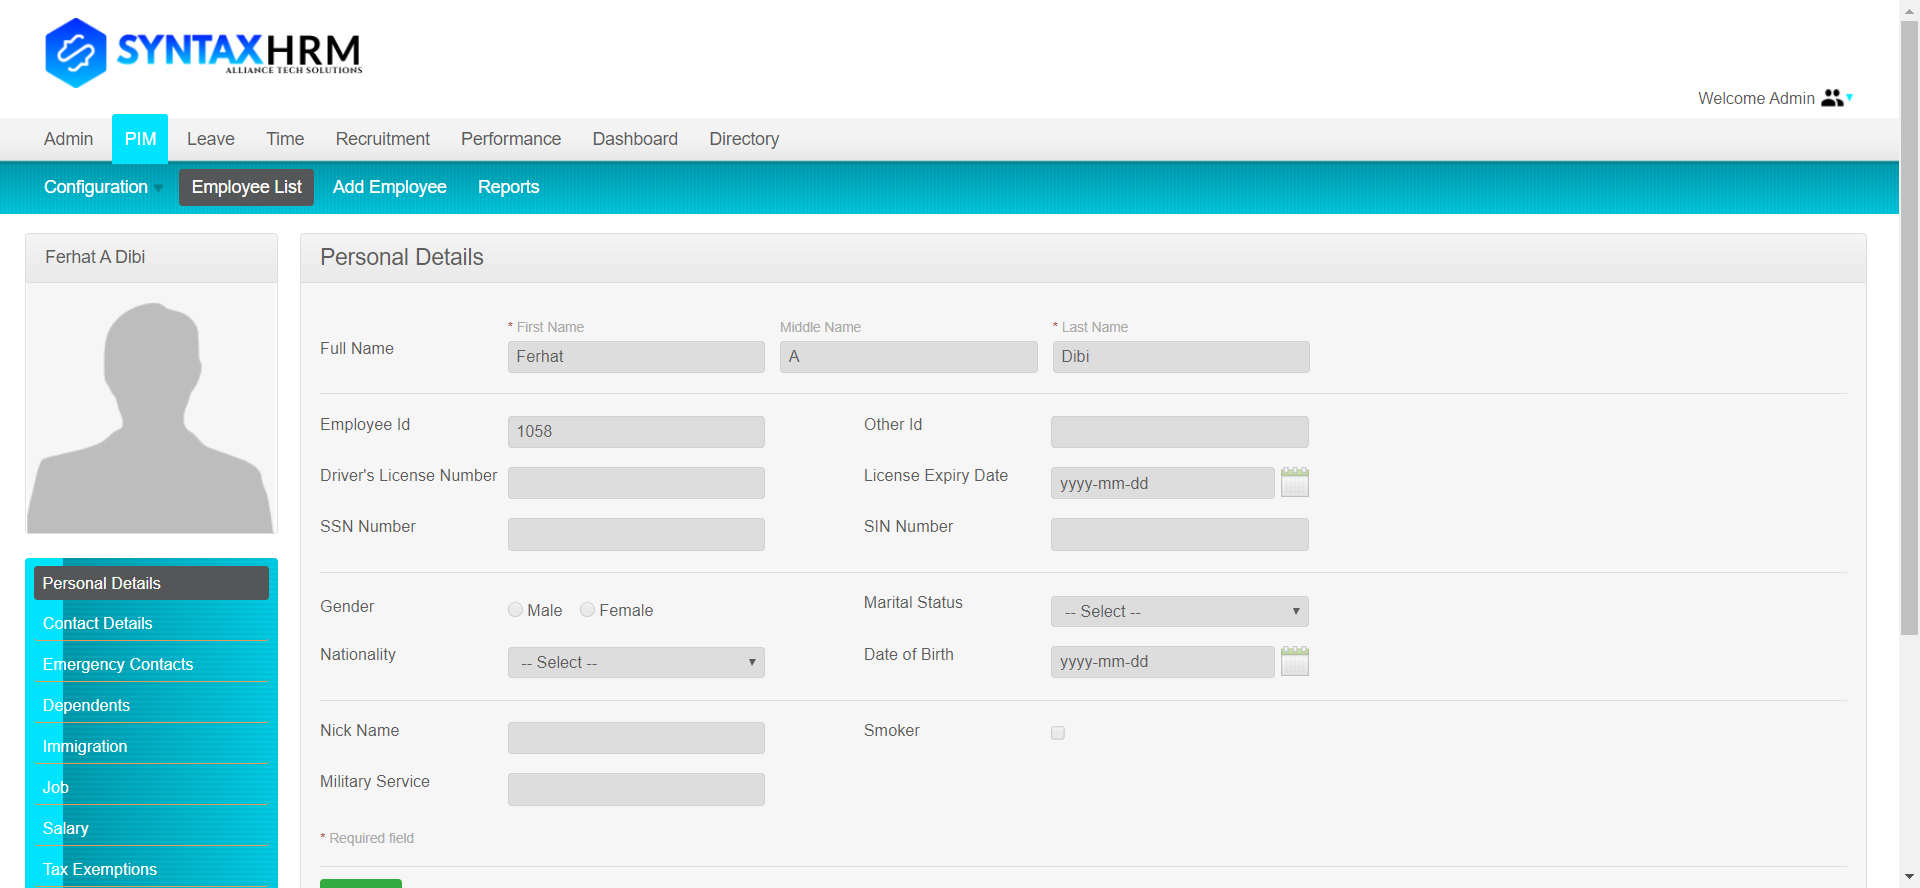 SYNTAXHRM
ALLIANCE TECH SOLUTIONS
Welcome Admin
Admin PIM Leave Time Recruitment Performance Dashboard Directory
Configuration Employee List Add Employee Reports
Ferhat A Dibi
Personal Details
Contact Details
Emergency Contacts
Dependents
Immigration
Job
Salary
Tax Exemptions
Personal Details
* First Name Middle Name * Last Name
Full Name Ferhat A Dibi
Employee Id 1058 Other Id
Driver's License Number License Expiry Date yyyy-mm-dd
SSN Number SIN Number
Gender Male Female Marital Status -- Select --
Nationality -- Select -- Date of Birth yyyy-mm-dd
Nick Name Smoker
Military Service
* Required field